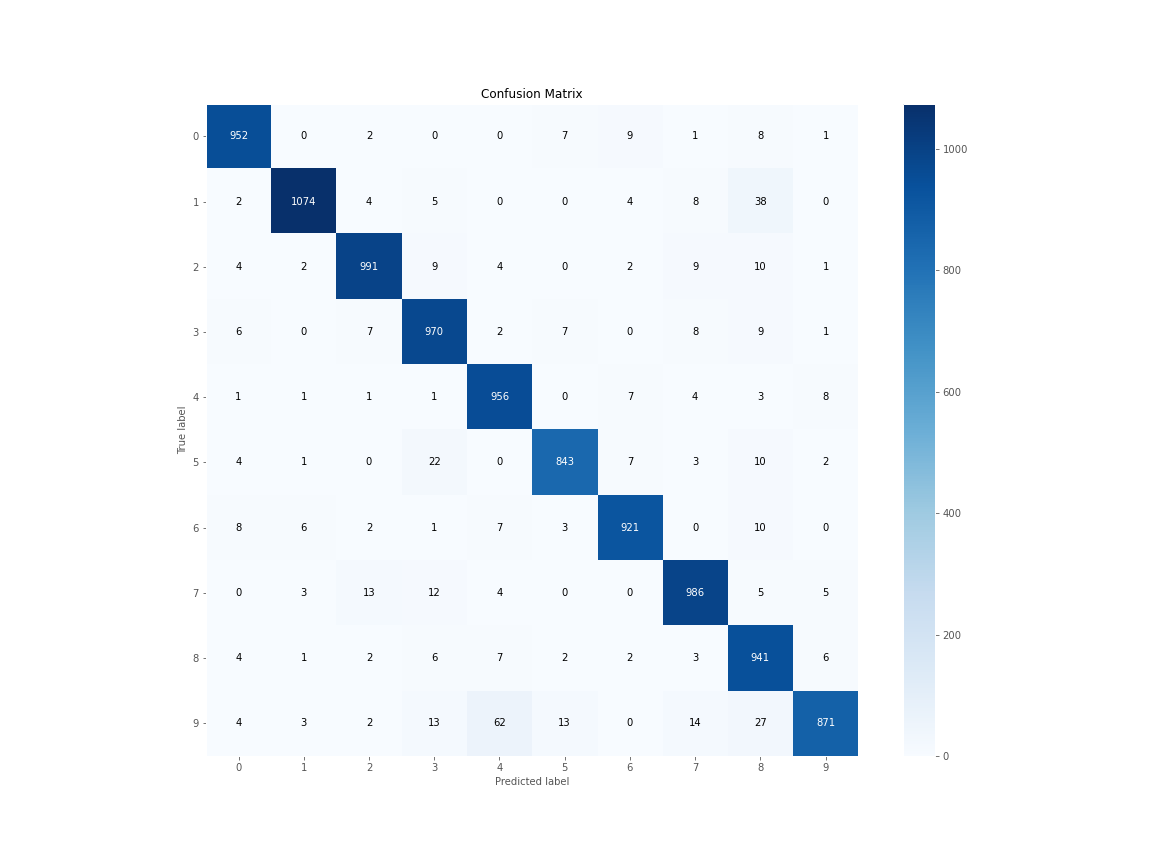 Confusion Matrix
0 952 0 2 0 0 7 9 1 8 1
1 2 1074 4 5 0 0 4 8 38 0
2 4 2 991 9 4 0 2 9 10 1
3 6 0 7 970 2 7 0 8 9 1
4 1 1 1 1 956 0 7 4 3 8
5 4 1 0 22 0 843 7 3 10 2
6 8 6 2 1 7 3 921 0 10 0
7 0 3 13 12 4 0 0 986 5 5
8 4 1 2 6 7 2 2 3 941 6
9 4 3 2 13 62 13 0 14 27 871
0 1 2 3 4 5 6 7 8 9
Predicted label
True label
1000
800
600
400
200
0